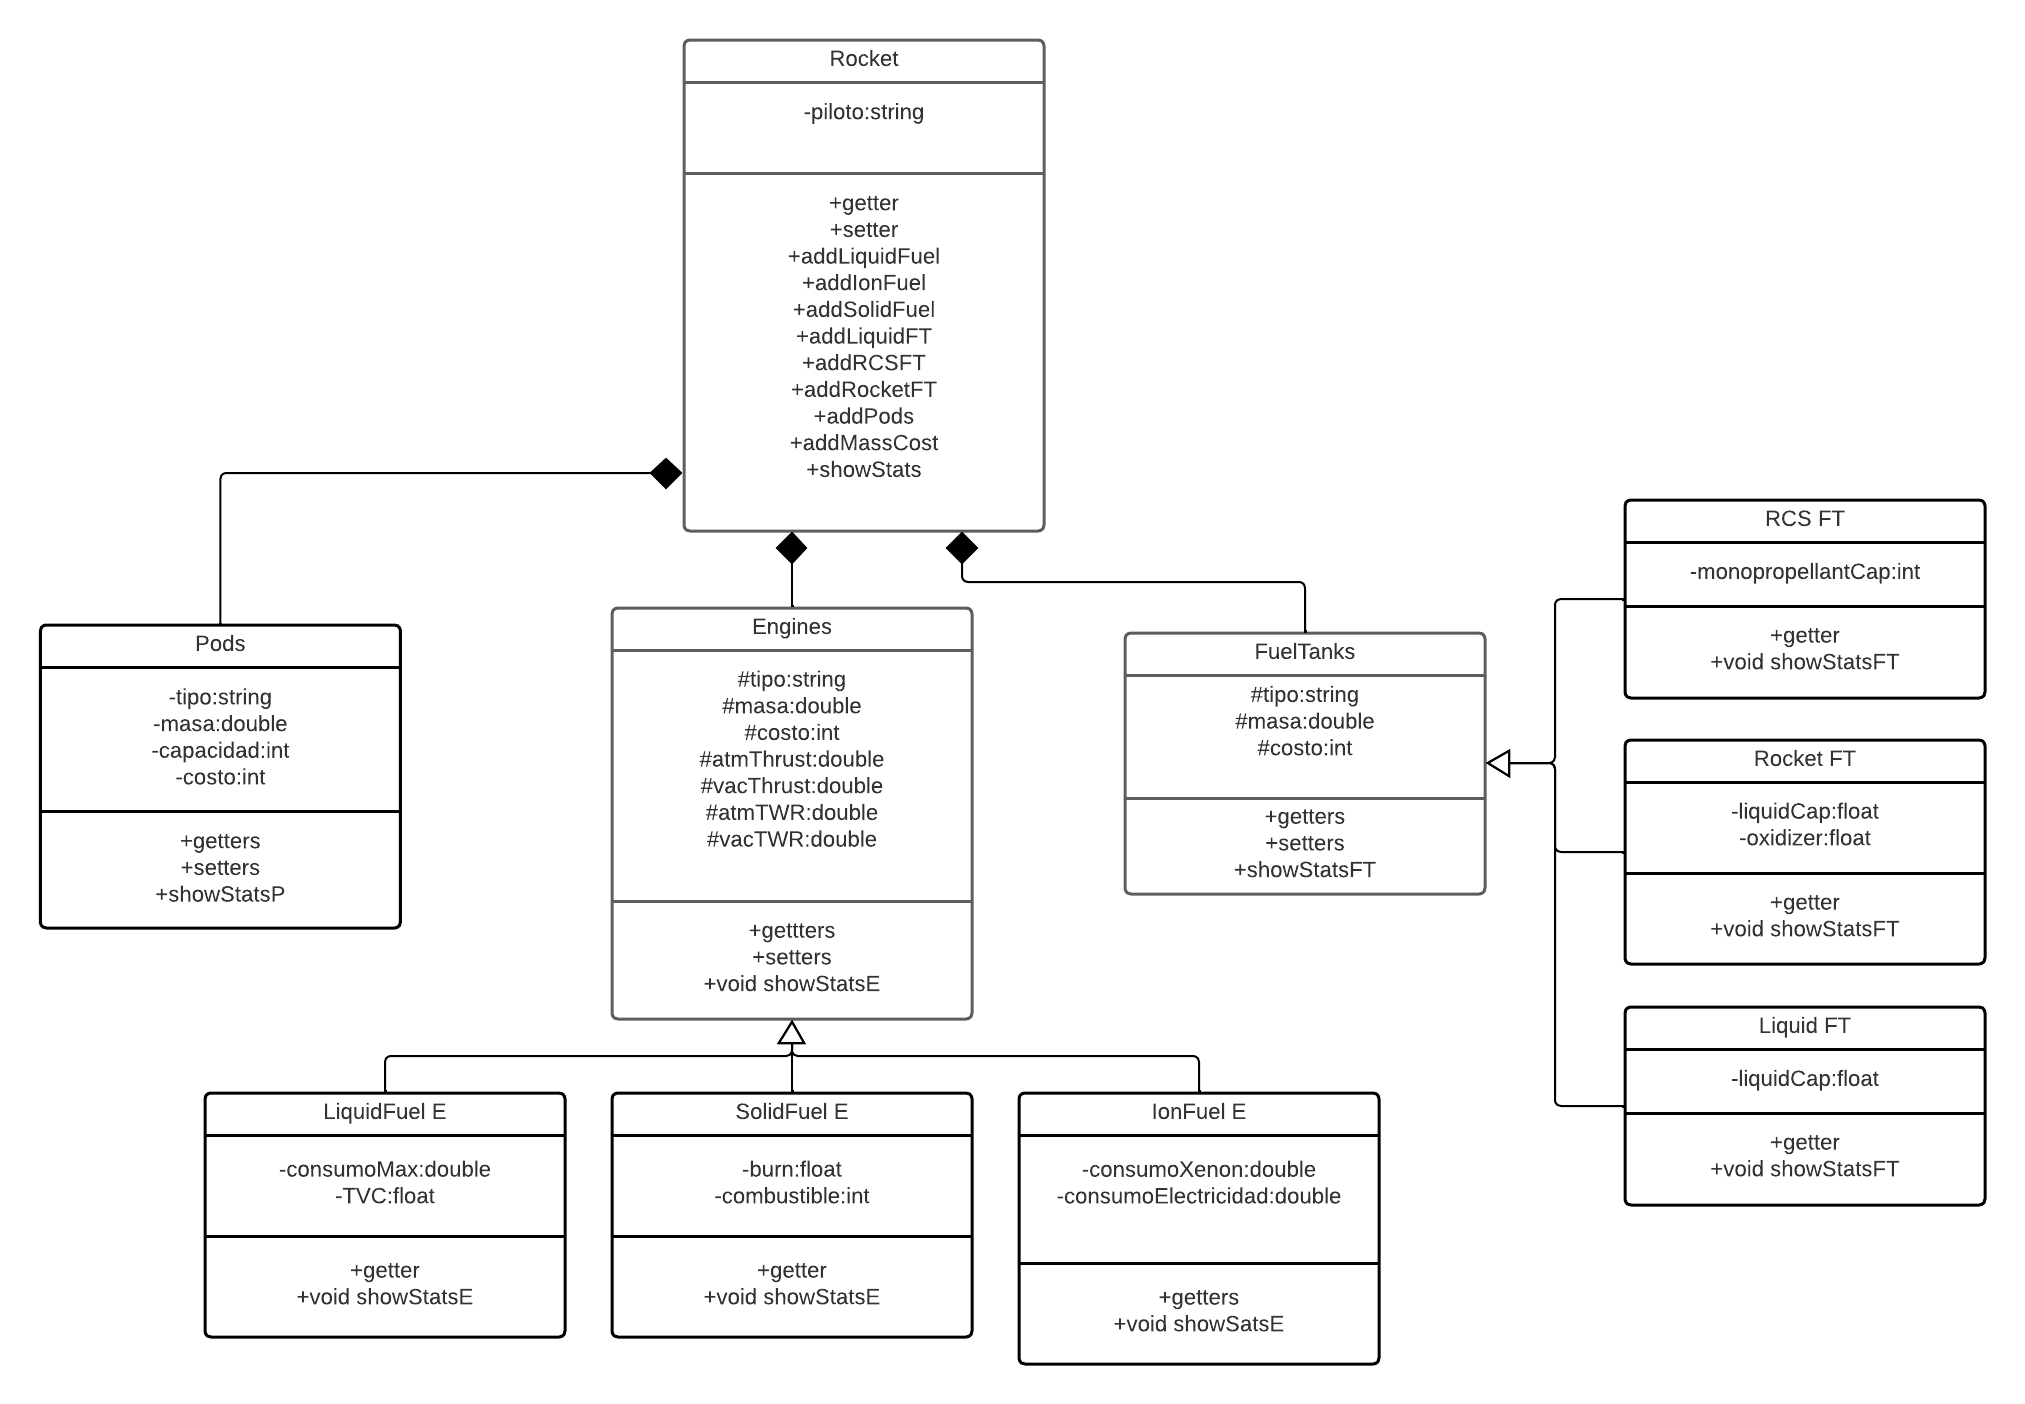 Rocket
-piloto:string
+getter
+setter
+addLiquidFuel
+addIonFuel
+addSolidFuel
+addLiquidFT
+addRCSFT
+addRocketFT
+addPods
+addMassCost
+showStats
Pods
-tipo:string
-masa:double
-capacidad:int
-costo:int
+getters
+setters
+showStatsP
Engines
#tipo:string
#masa:double
#costo:int
#atmThrust:double
#vacThrust:double
#atmTWR:double
#vacTWR:double
+gettters
+setters
+void showStatsE
FuelTanks
#tipo:string
#masa:double
#costo:int
+getters
+setters
+showStatsFT
RCS FT
-monopropellantCap:int
+getter
+void showStatsFT
Rocket FT
-liquidCap:float
-oxidizer:float
+getter
+void showStatsFT
Liquid FT
-liquidCap:float
+getter
+void showStatsFT
LiquidFuel E
-consumoMax:double
-TVC:float
+getter
+void showStatsE
SolidFuel E
-burn:float
-combustible:int
+getter
+void showStatsE
IonFuel E
-consumoXenon:double
-consumoElectricidad:double
+getters
+void showSatsE